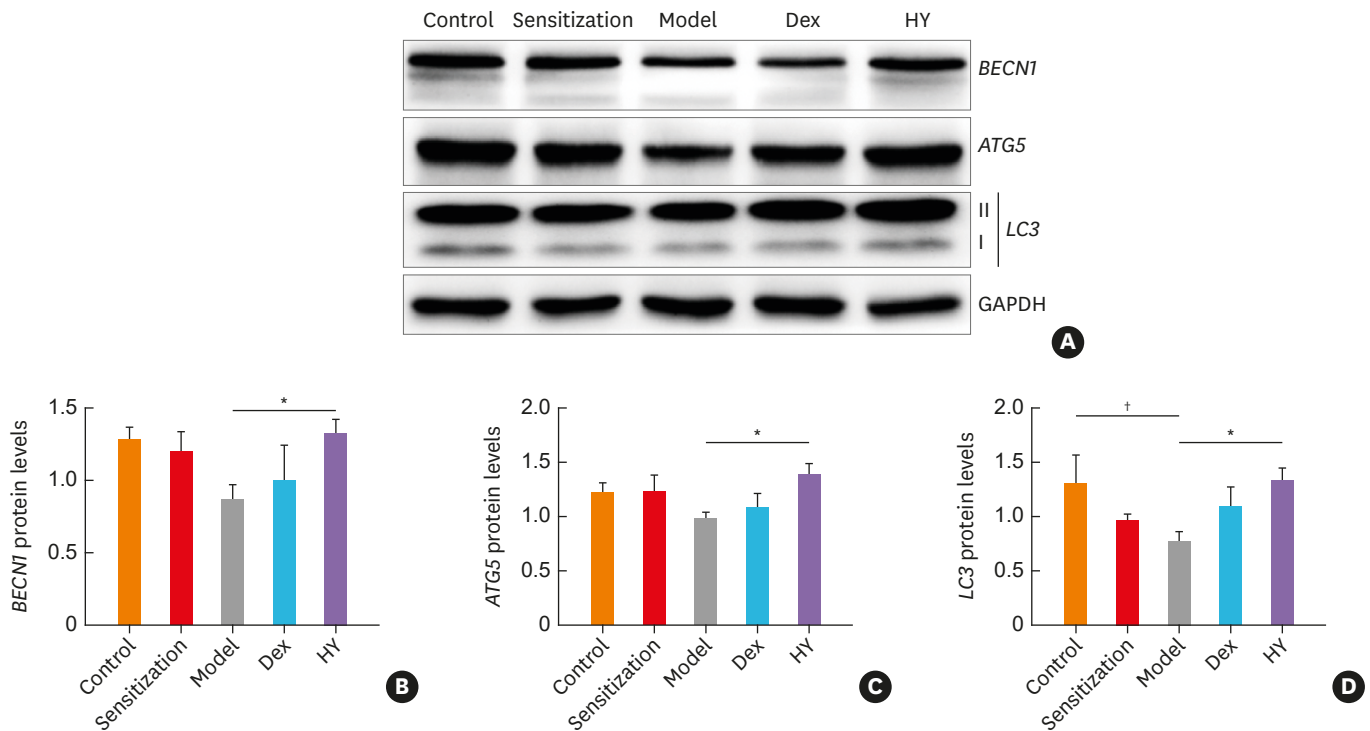 Control Sensitization Model Dex HY
BECN1
ATG5
II
I
LC3
GAPDH
A
1.5
1.0
0.5
0
BECN1 protein levels
*
Control
Sensitization
Model
Dex
HY
B
2.0
1.5
1.0
0.5
0
ATG5 protein levels
*
Control
Sensitization
Model
Dex
HY
C
2.0
1.5
1.0
0.5
0
LC3 protein levels
†
*
Control
Sensitization
Model
Dex
HY
D